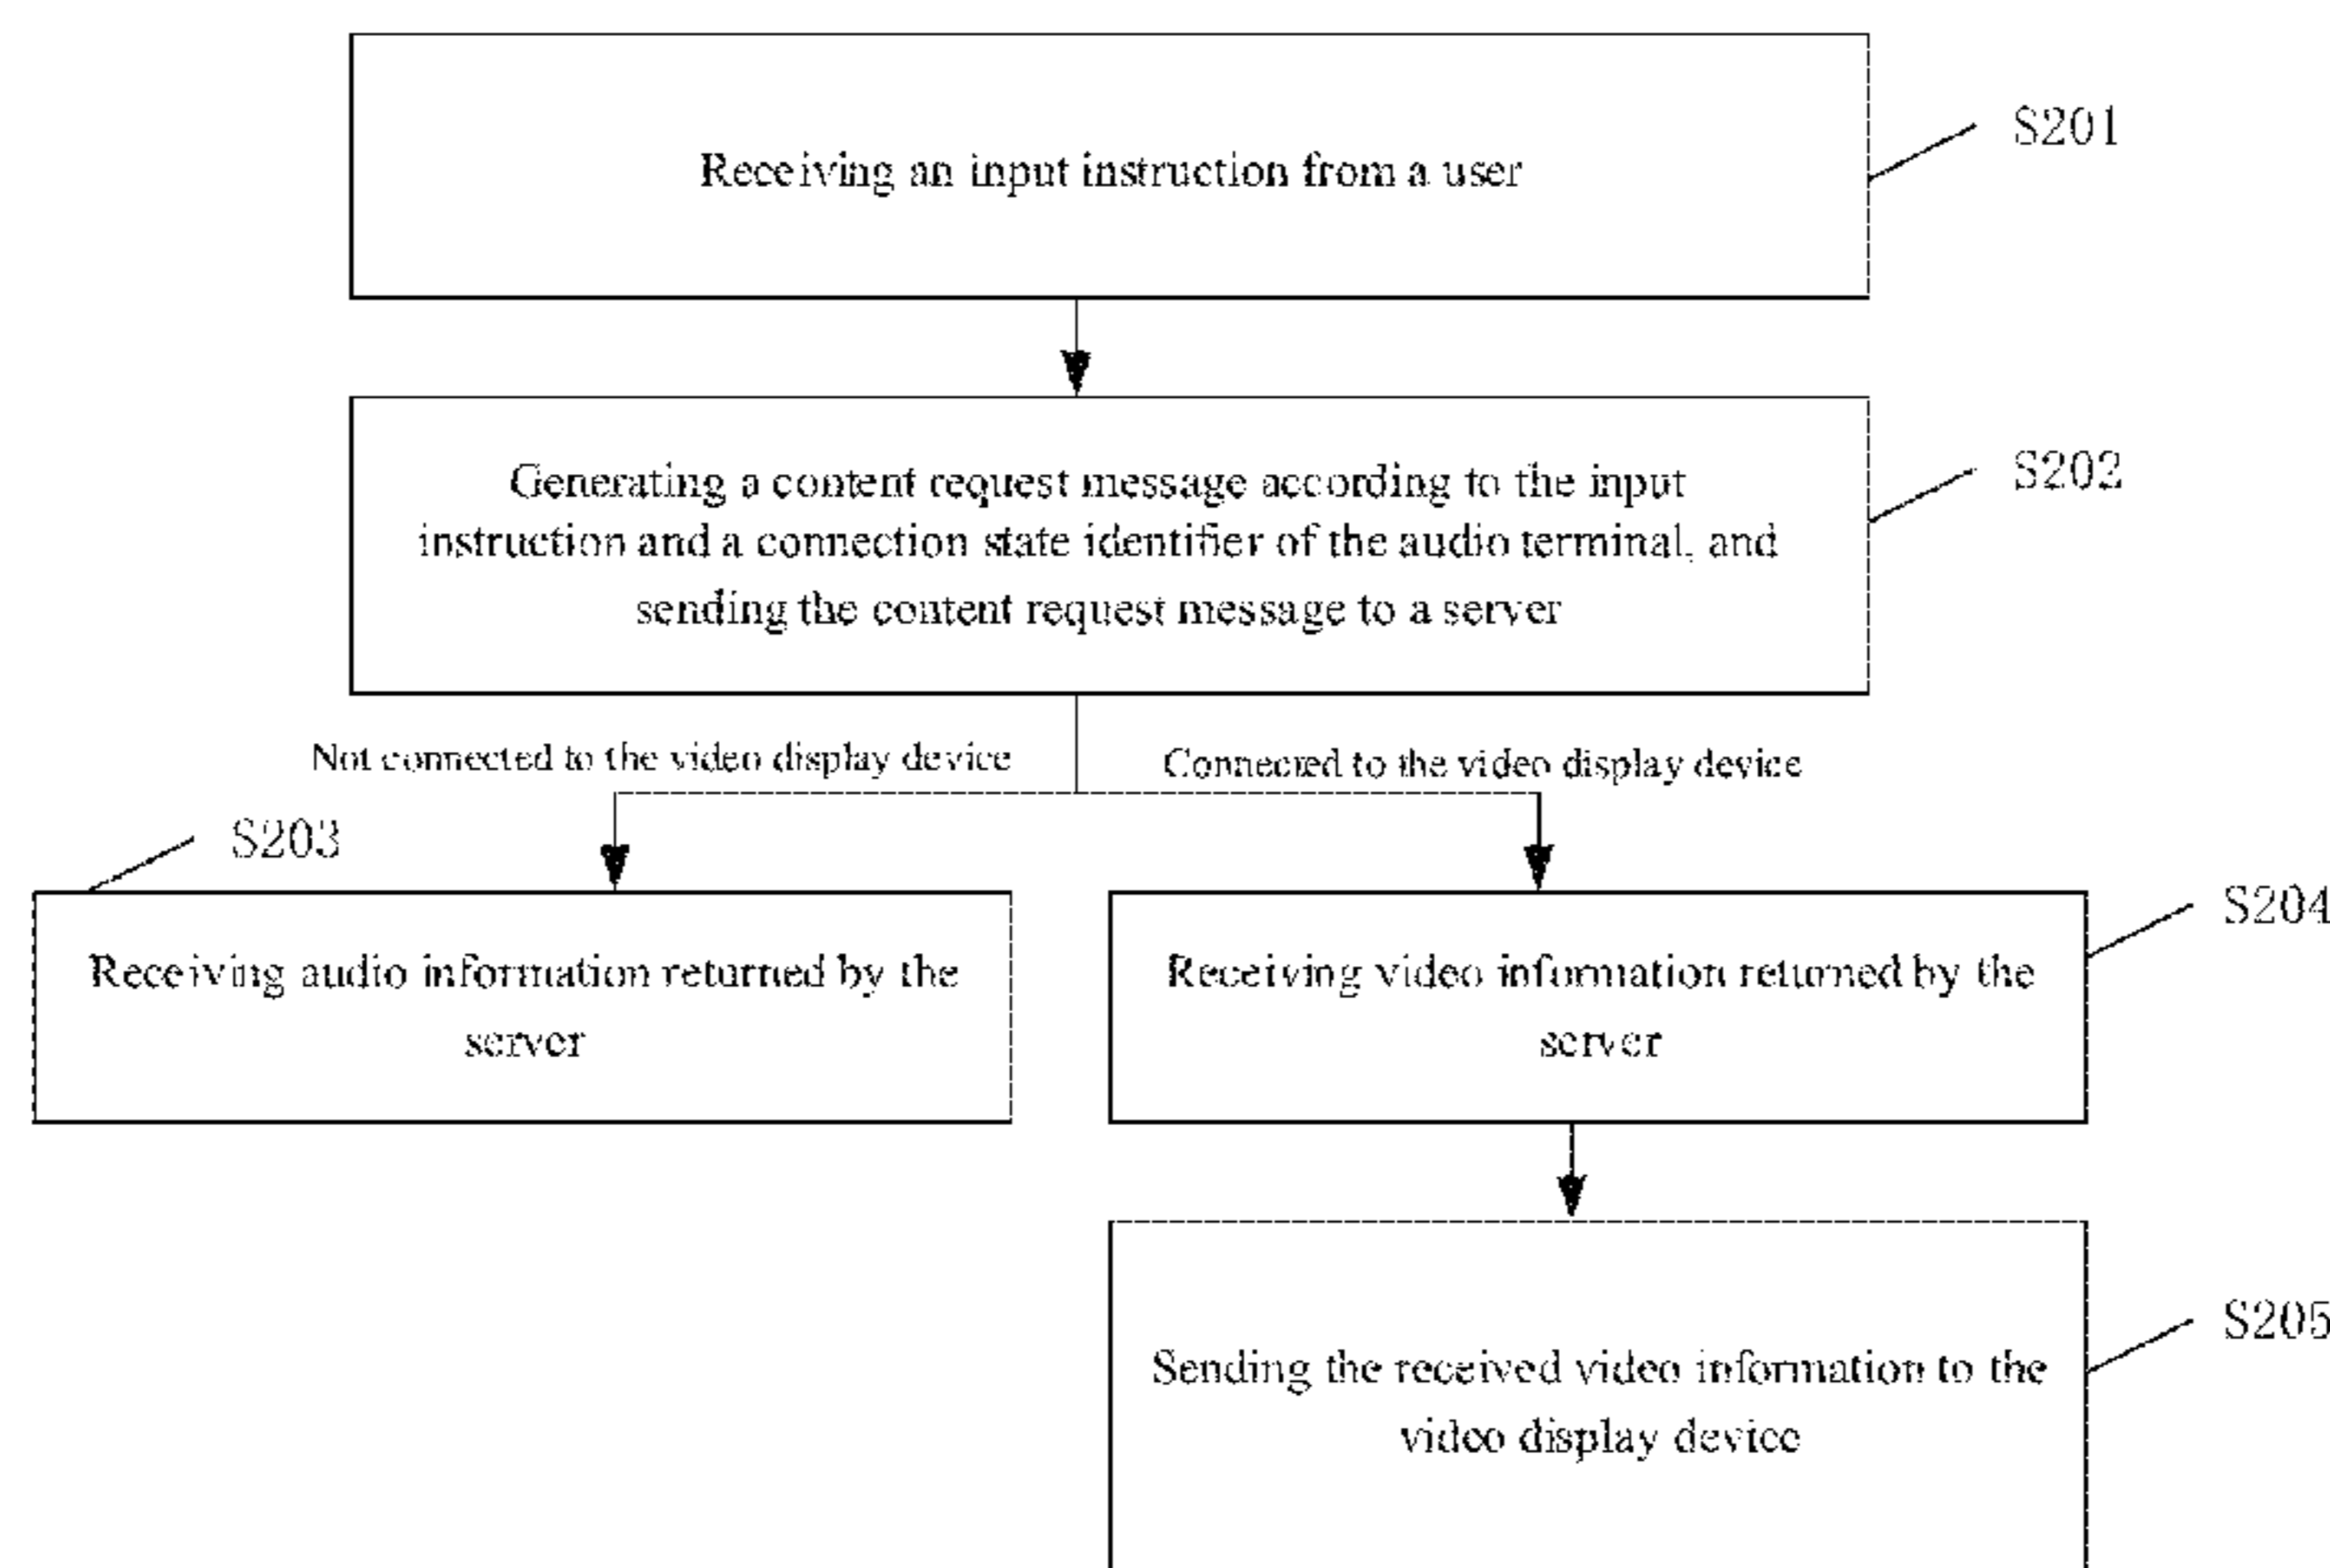 Receiving an input instruction from a user
S201
Generating a content request message according to the input
instruction and a connection state identifier of the audio terminal, and
sending the content request message to a server
S202
Not connected to the video display device
Connected to the video display device
S203
Receiving audio information returned by the
server
S204
Receiving video information returned by the
server
S205
Sending the received video information to the
video display device